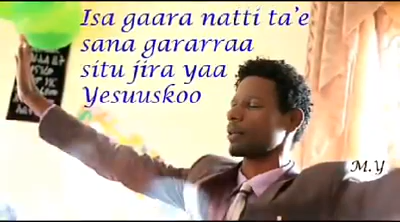 Isa gaara natti ta'e
sana gararraa
situ jira yaa
Yesuuskoo
M.Y